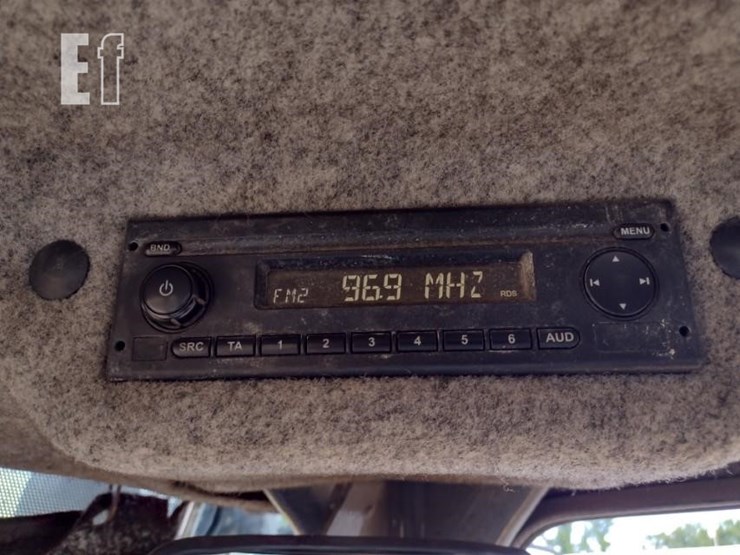 Ef
BND
MENU
FM2 96.9 MHZ RDS
SRC TA 1 2 3 4 5 6 AUD